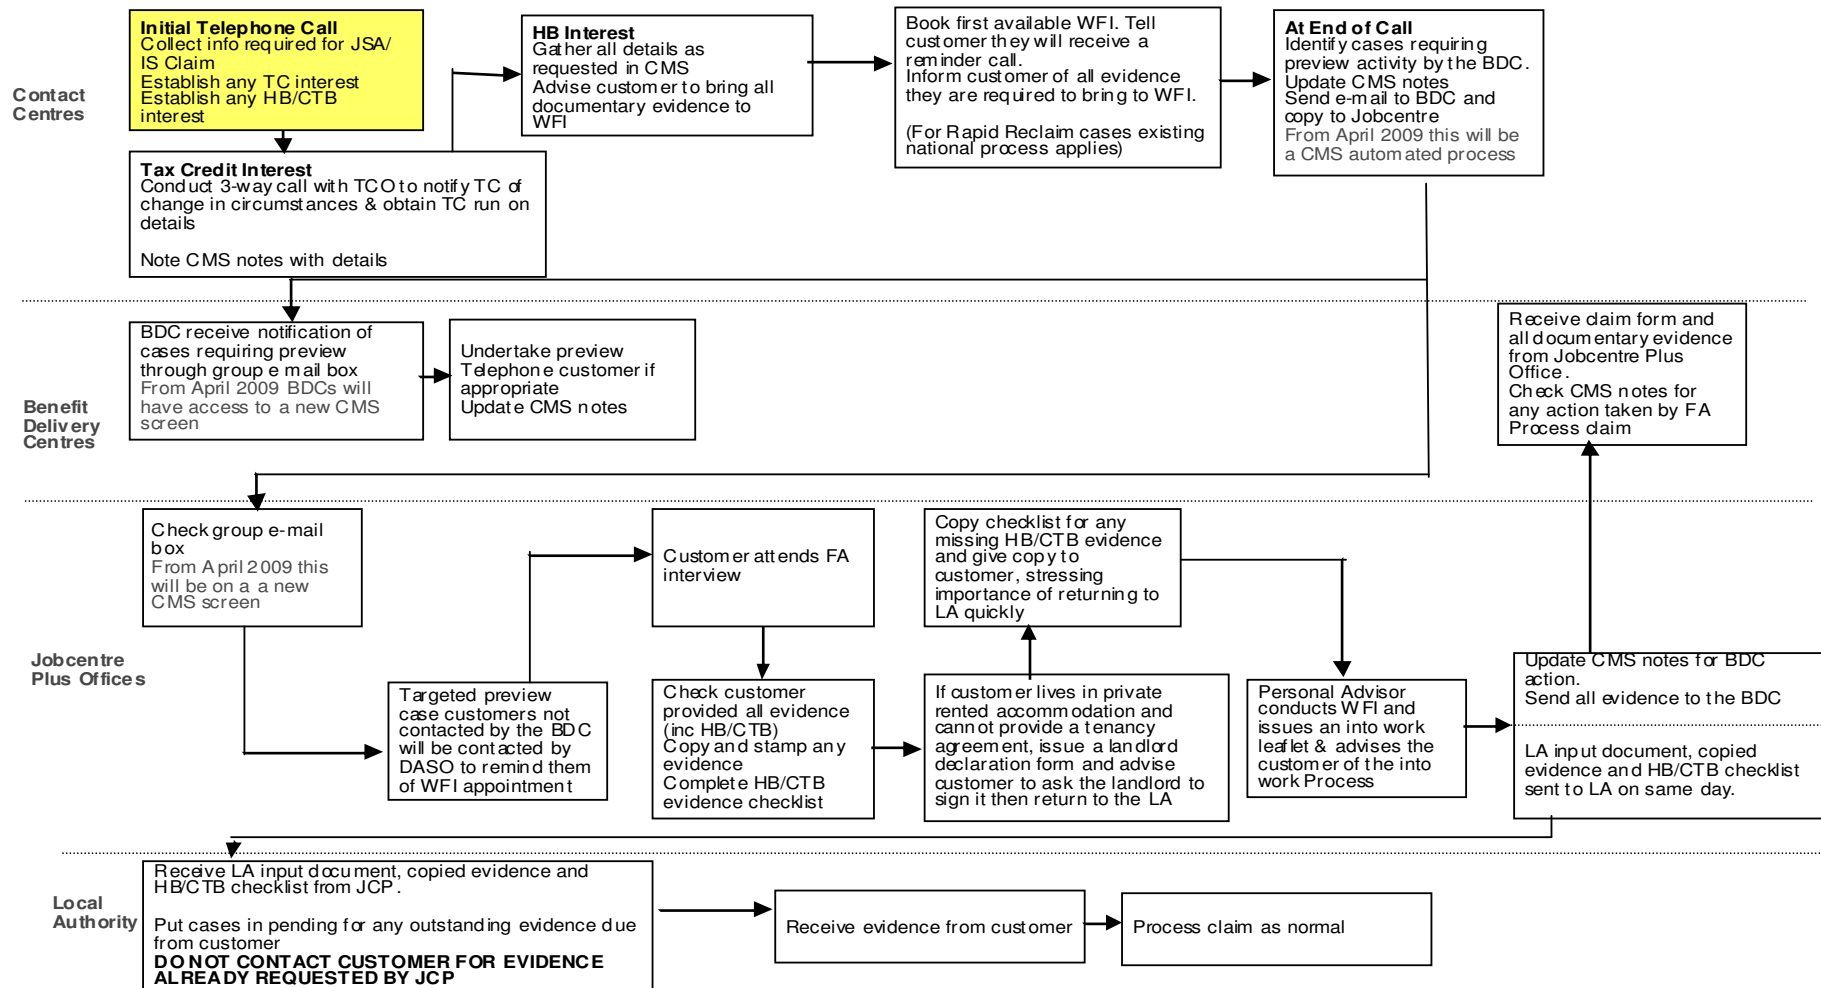 Contact
Centres
Initial Telephone Call
Collect info required for JSA/
IS Claim
Establish any TC interest
Establish any HB/CTB
interest
Tax Credit Interest
Conduct 3-way call with TCO to notify TC of
change in circumstances & obtain TC run on
details
Note CMS notes with details
HB Interest
Gather all details as
requested in CMS
Advise customer to bring all
documentary evidence to
WFI
Book first available WFI. Tell
customer they will receive a
reminder call.
Inform customer of all evidence
they are required to bring to WFI.
(For Rapid Reclaim cases existing
national process applies)
At End of Call
Identify cases requiring
preview activity by the BDC.
Update CMS notes
Send e-mail to BDC and
copy to Jobcentre
From April 2009 this will be
a CMS automated process
Benefit
Delivery
Centres
BDC receive notification of
cases requiring preview
through group e mail box
From April 2009 BDCs will
have access to a new CMS
screen
Undertake preview
Telephone customer if
appropriate
Update CMS notes
Receive claim form and
all documentary evidence
from Jobcentre Plus
Office.
Check CMS notes for
any action taken by FA
Process claim
Jobcentre
Plus Offices
Check group e-mail
box
From April 2009 this
will be on a a new
CMS screen
Targeted preview
case customers not
contacted by the BDC
will be contacted by
DASO to remind them
of WFI appointment
Customer attends FA
interview
Check customer
provided all evidence
(inc HB/CTB)
Copy and stamp any
evidence
Complete HB/CTB
evidence checklist
If customer lives in private
rented accommodation and
cannot provide a tenancy
agreement, issue a landlord
declaration form and advise
customer to ask the landlord to
sign it then return to the LA
Copy checklist for any
missing HB/CTB evidence
and give copy to
customer, stressing
importance of returning to
LA quickly
Personal Advisor
conducts WFI and
issues an into work
leaflet & advises the
customer of the into
work Process
Update CMS notes for BDC
action.
Send all evidence to the BDC
LA input document, copied
evidence and HB/CTB checklist
sent to LA on same day.
Local
Authority
Receive LA input document, copied evidence and
HB/CTB checklist from JCP.
Put cases in pending for any outstanding evidence due
from customer
DO NOT CONTACT CUSTOMER FOR EVIDENCE
ALREADY REQUESTED BY JCP
Receive evidence from customer
Process claim as normal